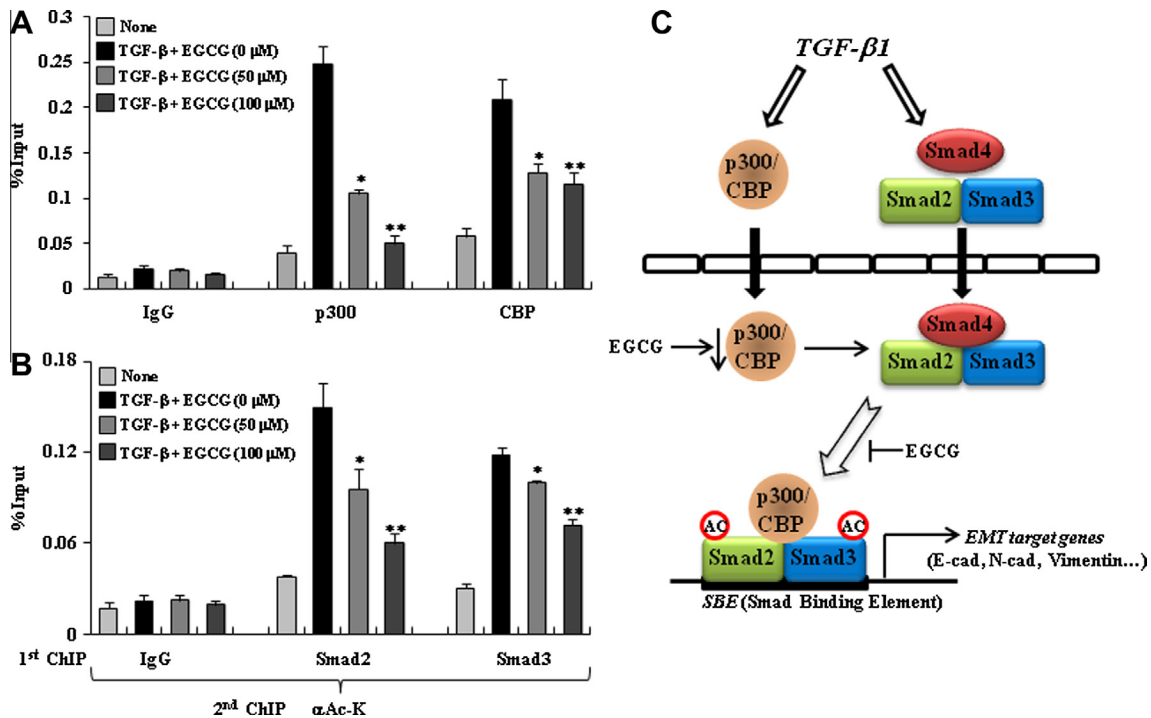 A
0.3
0.25
0.2
0.15
0.1
0.05
0
%Input
None
TGF-β + EGCG (0 µM)
TGF-β + EGCG (50 µM)
TGF-β + EGCG (100 µM)
*
**
*
**
IgG p300 CBP
B
0.18
0.12
0.06
0
%Input
None
TGF-β + EGCG (0 µM)
TGF-β + EGCG (50 µM)
TGF-β + EGCG (100 µM)
*
**
*
**
1st ChIP IgG Smad2 Smad3
2nd ChIP αAc-K
C
TGF-β1
p300/
CBP
Smad4
Smad2 Smad3
EGCG
p300/
CBP
Smad4
Smad2 Smad3
EGCG
p300/
CBP
AC AC
Smad2 Smad3
EMT target genes
(E-cad, N-cad, Vimentin...)
SBE (Smad Binding Element)